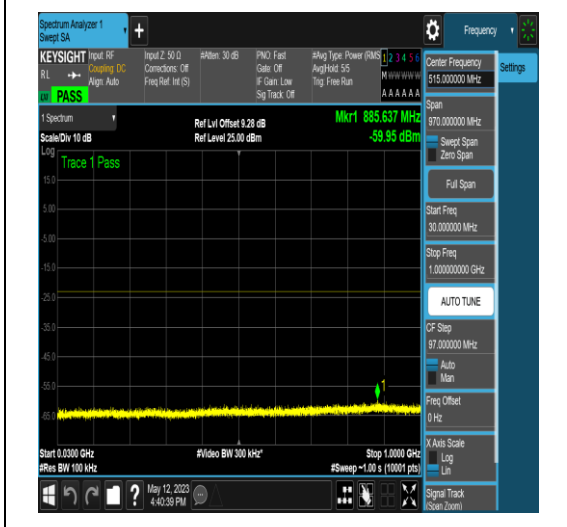 Spectrum Analyzer 1
Swept SA
+
Frequency
KEYSIGHT
RL
PASS
Input: RF
Coupling: DC
Align: Auto
Input Z: 50 Ω
Corrections: Off
Freq Ref: Int (S)
#Atten: 30 dB
PNO: Fast
Gate: Off
IF Gain: Low
Sig Track: Off
#Avg Type: Power (RMS)
Avg|Hold: 5/5
Trig: Free Run
1 2 3 4 5 6
M W W W W W
A A A A A A
1 Spectrum
Scale/Div 10 dB
Ref Lvl Offset 9.28 dB
Ref Level 25.00 dBm
Mkr1 885.637 MHz
-59.95 dBm
Log
Trace 1 Pass
15.0
5.00
-5.00
-15.0
-25.0
-35.0
-45.0
-55.0
-65.0
1
Start 0.0300 GHz
#Res BW 100 kHz
#Video BW 300 kHz*
Stop 1.0000 GHz
#Sweep ~1.00 s (10001 pts)
Center Frequency
515.000000 MHz
Settings
Span
970.000000 MHz
Swept Span
Zero Span
Full Span
Start Freq
30.000000 MHz
Stop Freq
1.000000000 GHz
AUTO TUNE
CF Step
97.000000 MHz
Auto
Man
Freq Offset
0 Hz
X Axis Scale
Log
Lin
Signal Track
(Span Zoom)
?
May 12, 2023
4:40:39 PM